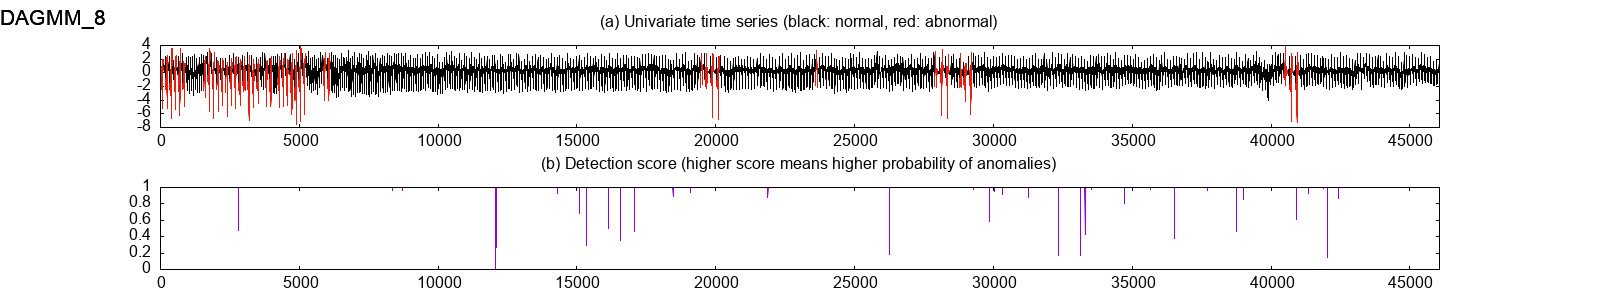 DAGMM_8
(a) Univariate time series (black: normal, red: abnormal)
4
2
0
-2
-4
-6
-8
0 5000 10000 15000 20000 25000 30000 35000 40000 45000
(b) Detection score (higher score means higher probability of anomalies)
1
0.8
0.6
0.4
0.2
0
0 5000 10000 15000 20000 25000 30000 35000 40000 45000